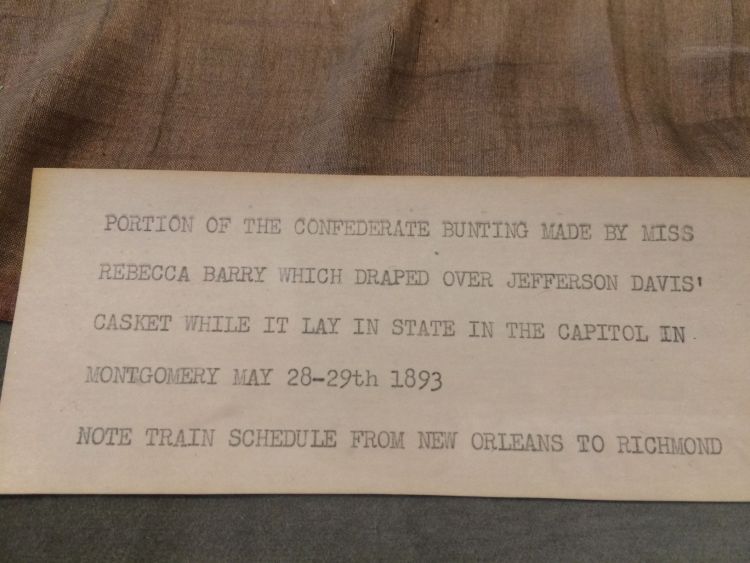 PORTION OF THE CONFEDERATE BUNTING MADE BY MISS
REBECCA BARRY WHICH DRAPED OVER JEFFERSON DAVIS'
CASKET WHILE IT LAY IN STATE IN THE CAPITOL IN
MONTGOMERY MAY 28-29th 1893
NOTE TRAIN SCHEDULE FROM NEW ORLEANS TO RICHMOND